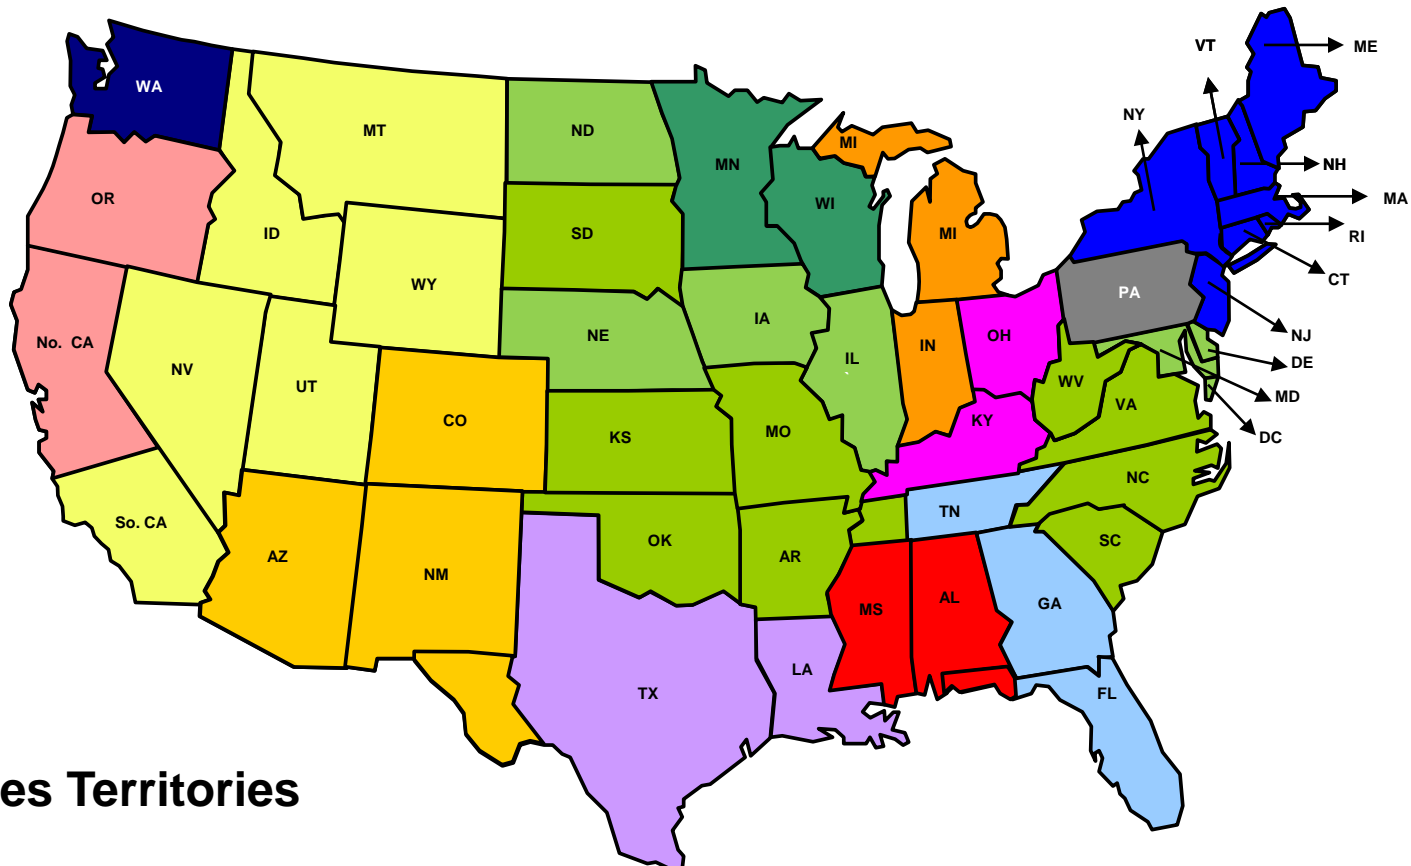 VT
ME
WA
NY
MT
ND
MI
MN
NH
OR
MA
WI
ID
SD
MI
RI
WY
CT
PA
IA
No. CA
NE
OH
NJ
IN
IL
DE
NV
UT
WV
MD
VA
CO
KY
MO
KS
DC
NC
TN
So. CA
OK
SC
AZ
AR
NM
AL
GA
MS
LA
TX
FL
es Territories